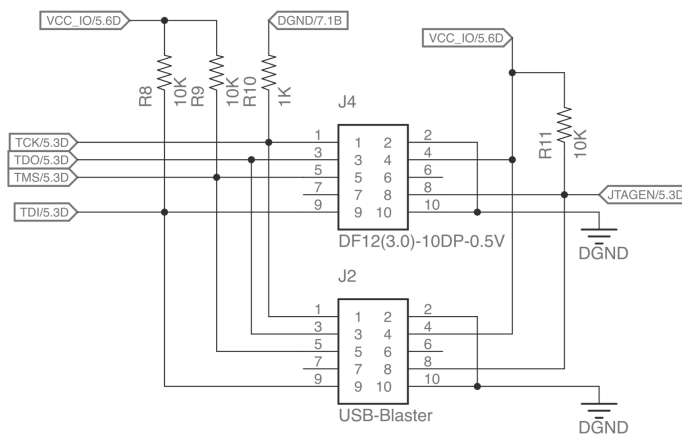 VCC_IO/5.6D
DGND/7.1B
VCC_IO/5.6D
R8
10K
R9
10K
R10
1K
R11
10K
J4
TCK/5.3D
TDO/5.3D
TMS/5.3D
TDI/5.3D
1 1 2 2
3 3 4 4
5 5 6 6
7 7 8 8
9 9 10 10
JTAGEN/5.3D
DF12(3.0)-10DP-0.5V
DGND
J2
1 1 2 2
3 3 4 4
5 5 6 6
7 7 8 8
9 9 10 10
USB-Blaster
DGND